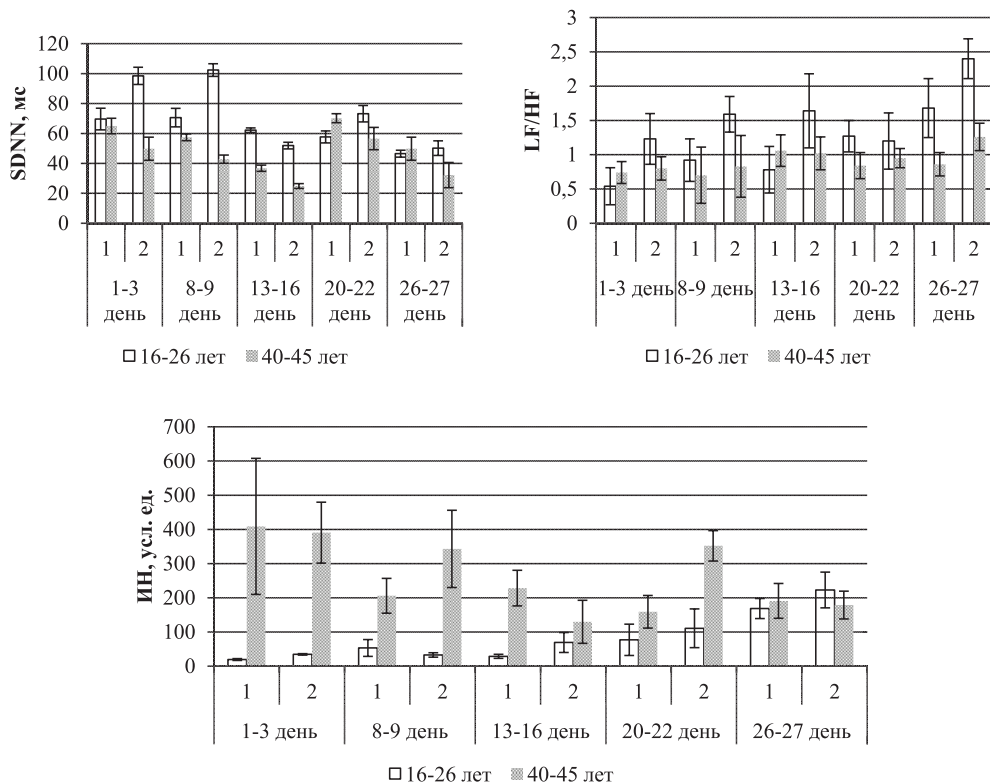 SDNN, мс
120
100
80
60
40
20
0
1 2 1 2 1 2 1 2 1 2
1-3 8-9 13-16 20-22 26-27
день день день день день
16-26 лет 40-45 лет
LF/HF
3
2,5
2
1,5
1
0,5
0
1 2 1 2 1 2 1 2 1 2
1-3 день 8-9 день 13-16 20-22 26-27
день день день
16-26 лет 40-45 лет
ИН, усл. ед.
700
600
500
400
300
200
100
0
1 2 1 2 1 2 1 2 1 2
1-3 день 8-9 день 13-16 день 20-22 день 26-27 день
16-26 лет 40-45 лет